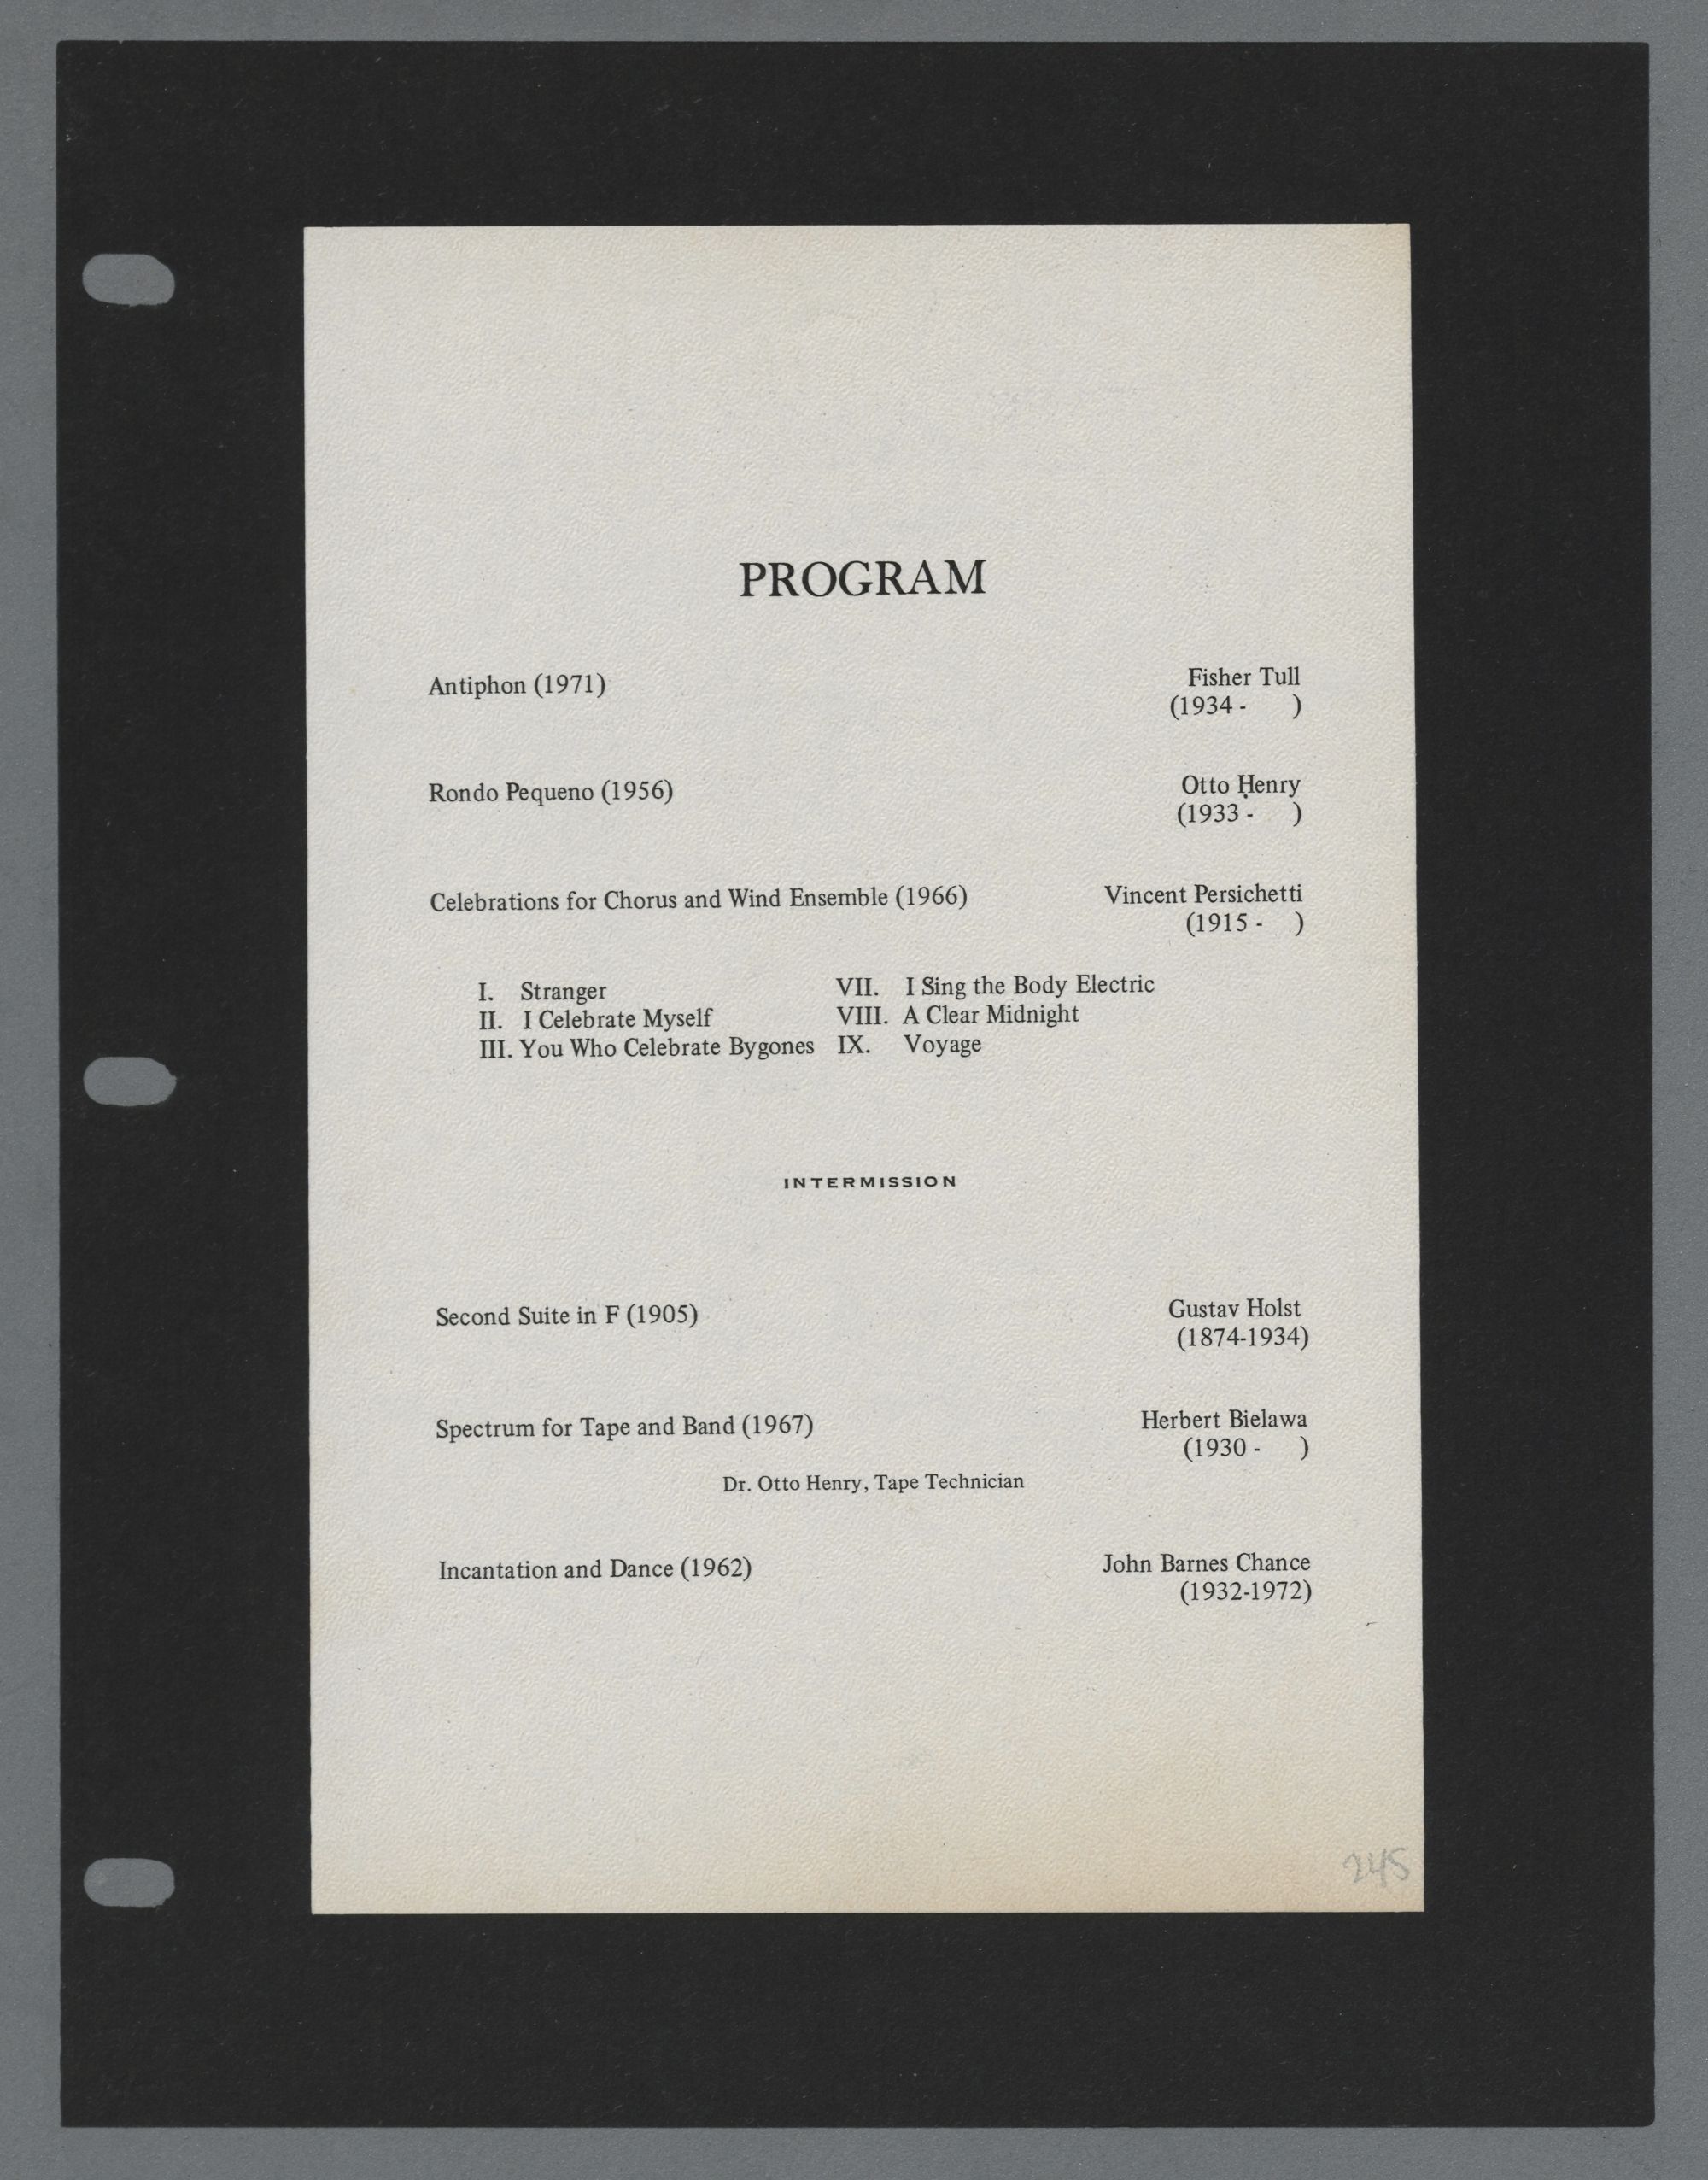 PROGRAM
Antiphon (1971) Fisher Tull
(1934 - )
Rondo Pequeno (1956) Otto Henry
(1933 - )
Celebrations for Chorus and Wind Ensemble (1966) Vincent Persichetti
(1915 - )
I. Stranger VII. I Sing the Body Electric
II. I Celebrate Myself VIII. A Clear Midnight
III. You Who Celebrate Bygones IX. Voyage
INTERMISSION
Second Suite in F (1905) Gustav Holst
(1874-1934)
Spectrum for Tape and Band (1967) Herbert Bielawa
(1930 - )
Dr. Otto Henry, Tape Technician
Incantation and Dance (1962) John Barnes Chance
(1932-1972)
245